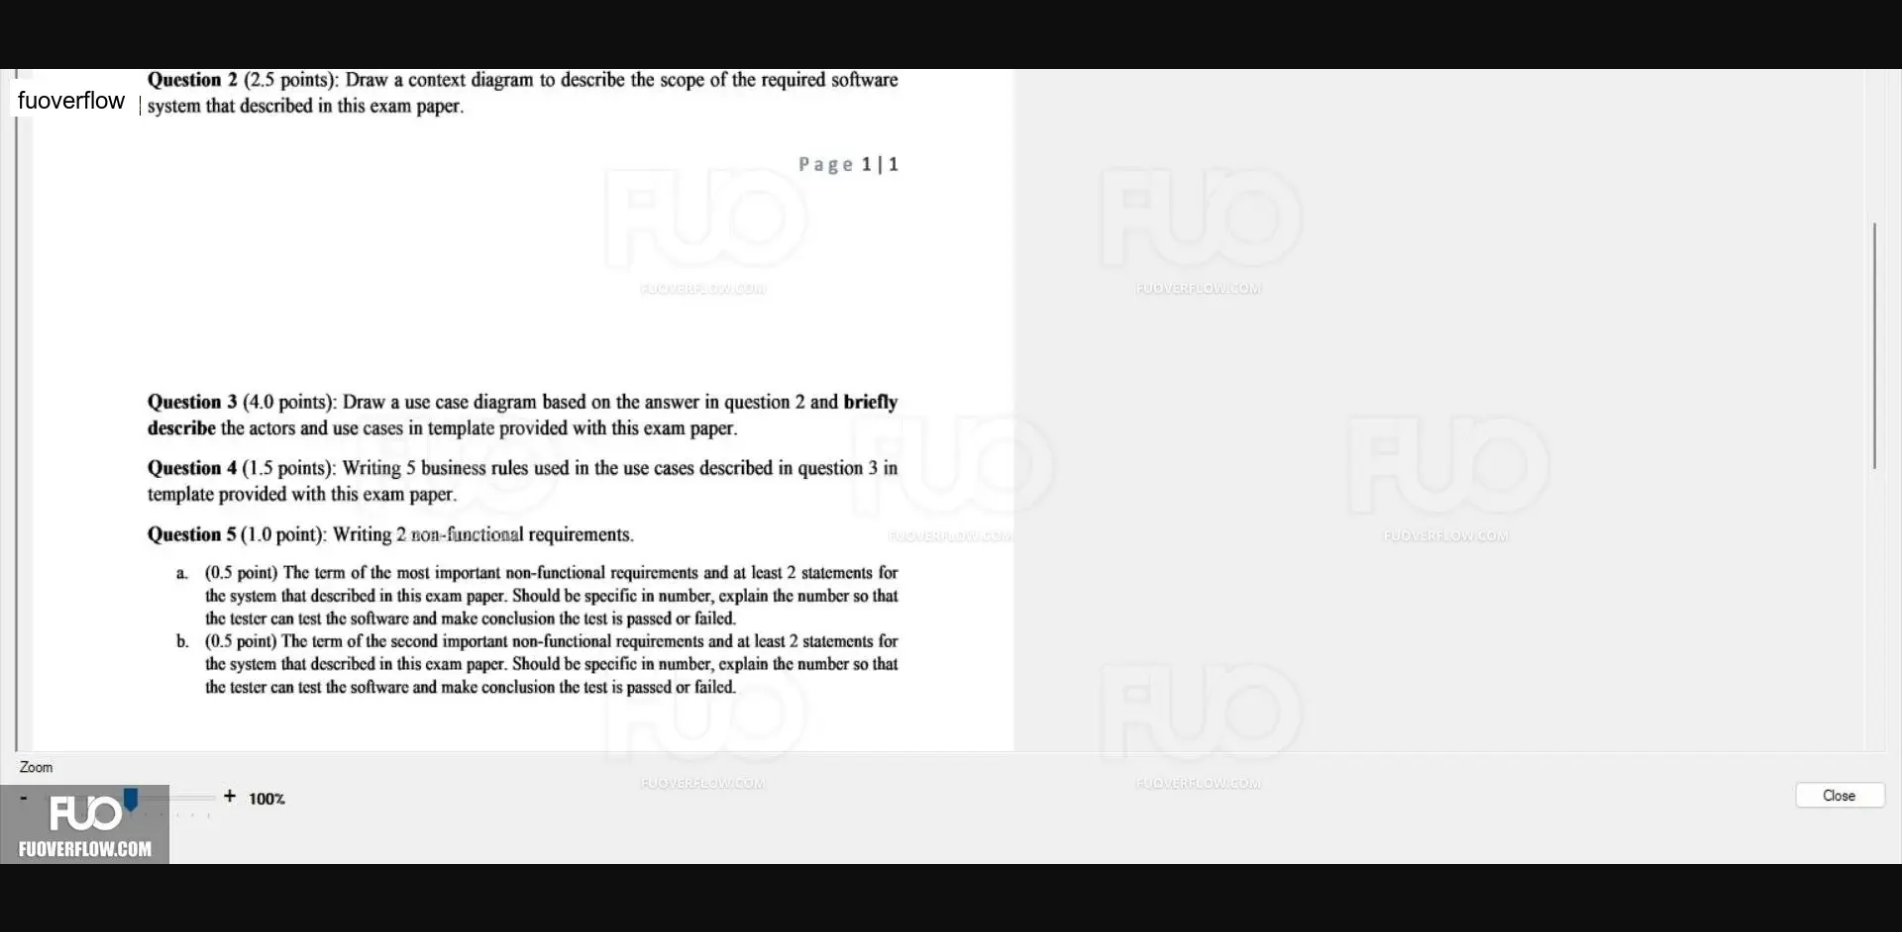 Question 2 (2.5 points): Draw a context diagram to describe the scope of the required software
fuoverflow
system that described in this exam paper.
Page 1|1
FUO
FUOVERFLOW.COM
FUO
FUOVERFLOW.COM
Question 3 (4.0 points): Draw a use case diagram based on the answer in question 2 and briefly
describe the actors and use cases in template provided with this exam paper.
Question 4 (1.5 points): Writing 5 business rules used in the use cases described in question 3 in
template provided with this exam paper.
Question 5 (1.0 point): Writing 2 non-functional requirements.
FUO
FUOVERFLOW.COM
FUO
FUOVERFLOW.COM
a. (0.5 point) The term of the most important non-functional requirements and at least 2 statements for
the system that described in this exam paper. Should be specific in number, explain the number so that
the tester can test the software and make conclusion the test is passed or failed.
b. (0.5 point) The term of the second important non-functional requirements and at least 2 statements for
the system that described in this exam paper. Should be specific in number, explain the number so that
the tester can test the software and make conclusion the test is passed or failed.
FUO
FUOVERFLOW.COM
FUO
FUOVERFLOW.COM
Zoom
- + 100%
Close
FUO
FUOVERFLOW.COM